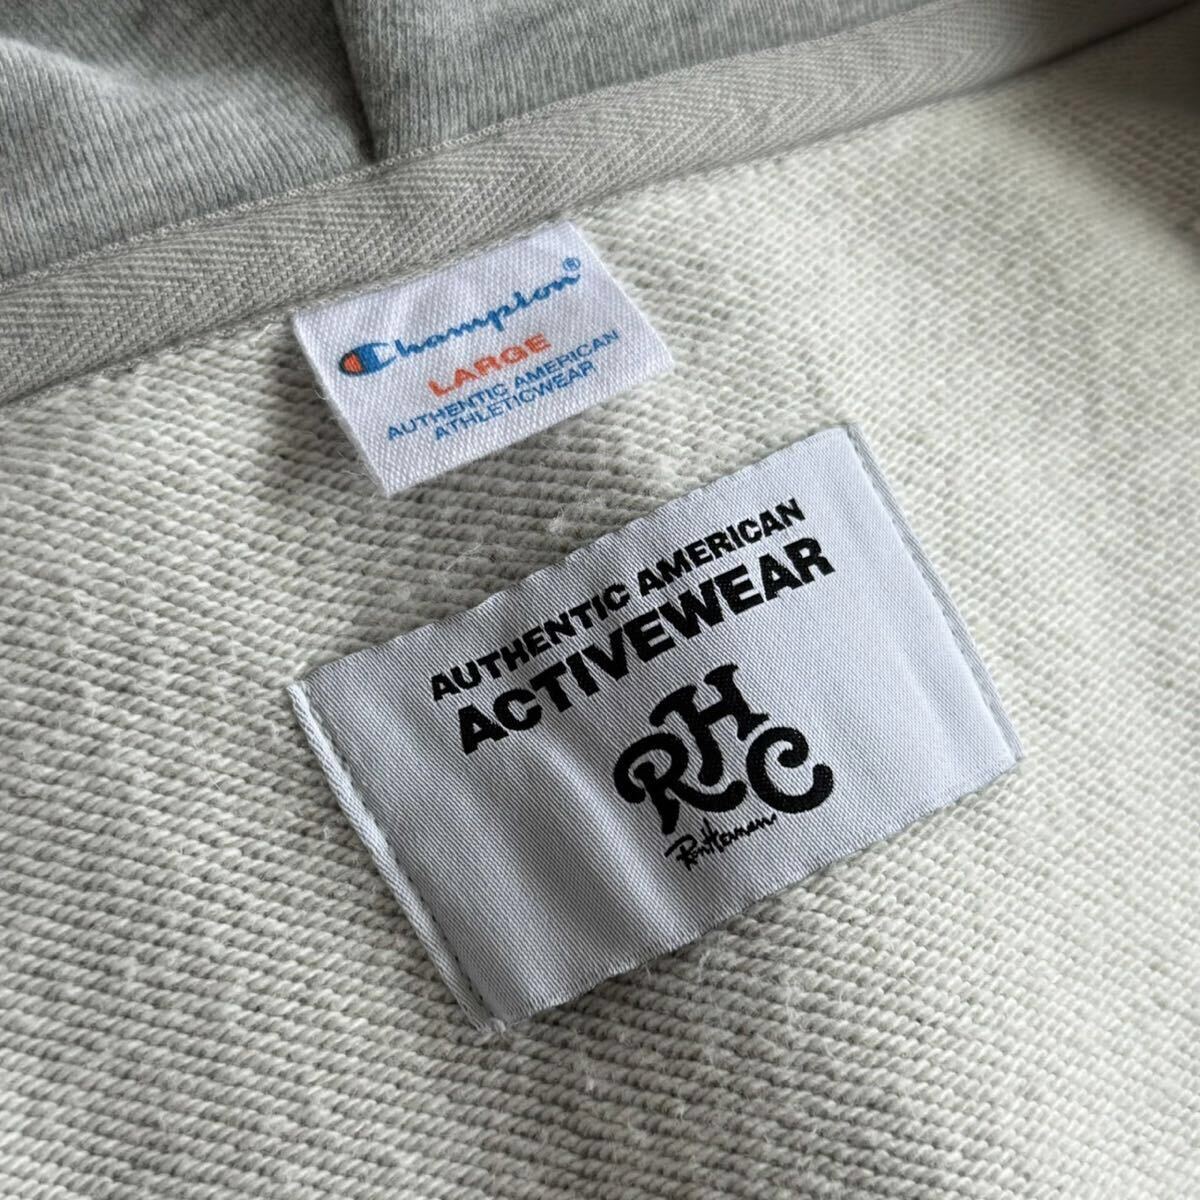 Champion®
LARGE
AUTHENTIC AMERICAN
ATHLETICWEAR
AUTHENTIC AMERICAN
ACTIVEWEAR
RHC
Ron Herman